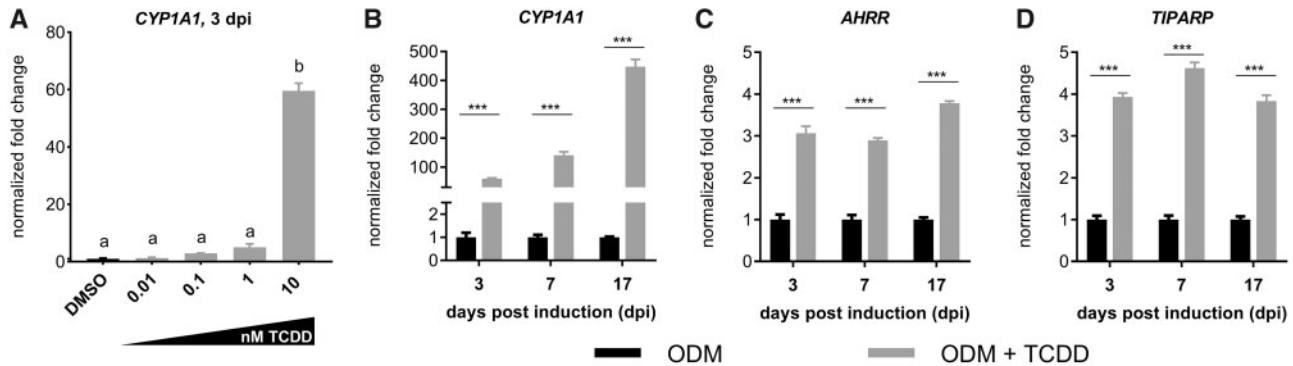 A
CYP1A1, 3 dpi
normalized fold change
80
60
40
20
0
a
a
a
a
b
DMSO
0.01
0.1
1
10
nM TCDD
B
CYP1A1
normalized fold change
500
400
300
200
100
2
1
0
***
***
***
3
7
17
days post induction (dpi)
C
AHRR
normalized fold change
5
4
3
2
1
0
***
***
***
3
7
17
days post induction (dpi)
D
TIPARP
normalized fold change
5
4
3
2
1
0
***
***
***
3
7
17
days post induction (dpi)
ODM
ODM + TCDD